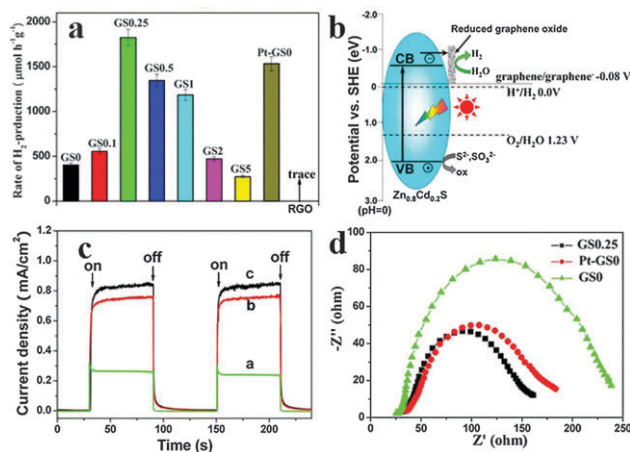 a
Rate of H2-prduction (μmol h⁻¹g⁻¹)
2000
1500
1000
500
0
GS0
GS0.1
GS0.25
GS0.5
GS1
GS2
GS5
Pt-GS0
trace
RGO
b
Potential vs. SHE (eV)
-1.0
0
1.0
2.0
3.0
(pH=0)
Reduced graphene oxide
CB
H2
H2O
graphene/graphene⁻ -0.08 V
H⁺/H2 0.0V
O2/H2O 1.23 V
S²⁻,SO3²⁻
ox
VB
Zn0.8Cd0.2S
c
Current density (mA/cm²)
1.2
1.0
0.8
0.6
0.4
0.2
0.0
on
off
on
off
c
b
a
0 50 100 150 200
Time (s)
d
-Z'' (ohm)
100
80
60
40
20
0
GS0.25
Pt-GS0
GS0
0 50 100 150 200 250
Z' (ohm)